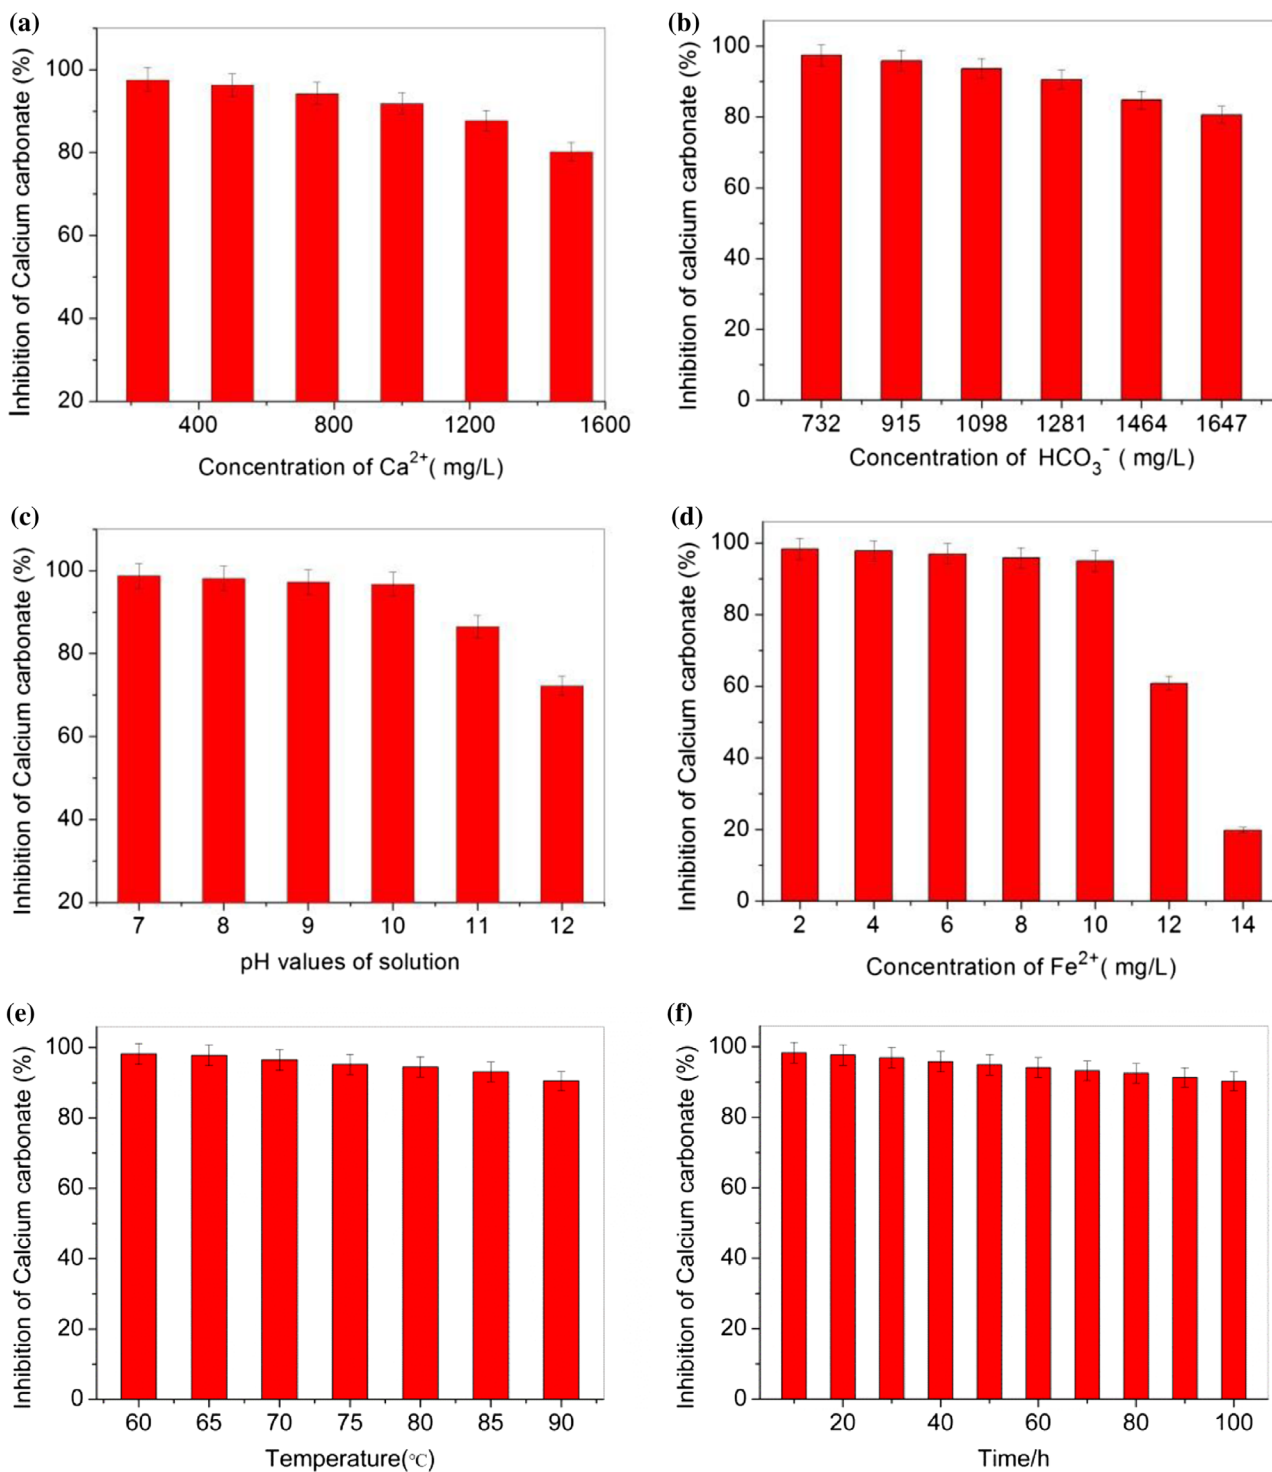 (a)
Inhibition of Calcium carbonate (%)
100
80
60
40
20
400 800 1200 1600
Concentration of Ca²⁺( mg/L)
(b)
Inhibition of calcium carbonate (%)
100
80
60
40
20
0
732 915 1098 1281 1464 1647
Concentration of HCO₃⁻ ( mg/L)
(c)
Inhibition of Calcium carbonate (%)
100
80
60
40
20
7 8 9 10 11 12
pH values of solution
(d)
Inhibition of Calcium carbonate (%)
100
80
60
40
20
0
2 4 6 8 10 12 14
Concentration of Fe²⁺( mg/L)
(e)
Inhibition of Calcium carbonate (%)
100
80
60
40
20
0
60 65 70 75 80 85 90
Temperature(℃)
(f)
Inhibition of Calcium carbonate (%)
100
80
60
40
20
0
20 40 60 80 100
Time/h